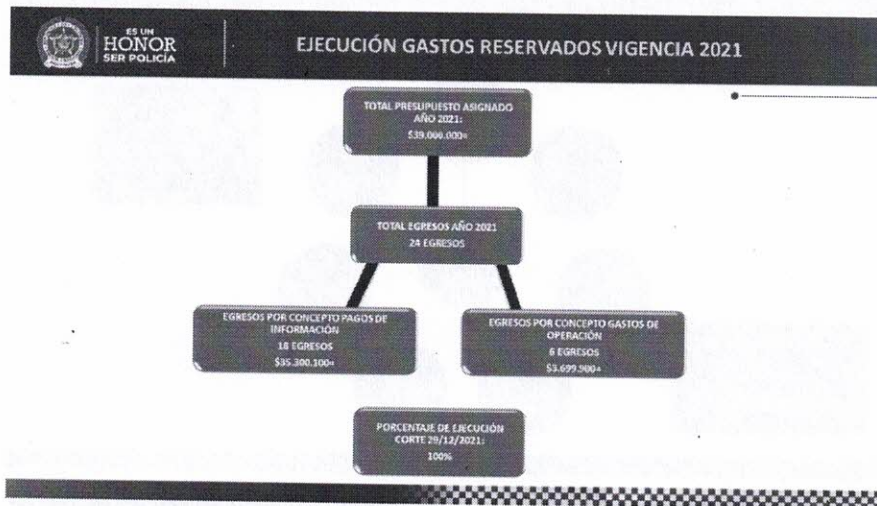 ES UN
HONOR
SER POLICÍA
EJECUCIÓN GASTOS RESERVADOS VIGENCIA 2021
TOTAL PRESUPUESTO ASIGNADO
AÑO 2021:
$39.000.000=
TOTAL EGRESOS AÑO 2021
24 EGRESOS
EGRESOS POR CONCEPTO PAGOS DE
INFORMACIÓN
18 EGRESOS
$35.300.100=
EGRESOS POR CONCEPTO GASTOS DE
OPERACIÓN
6 EGRESOS
$3.699.900=
PORCENTAJE DE EJECUCIÓN
CORTE 29/12/2021:
100%